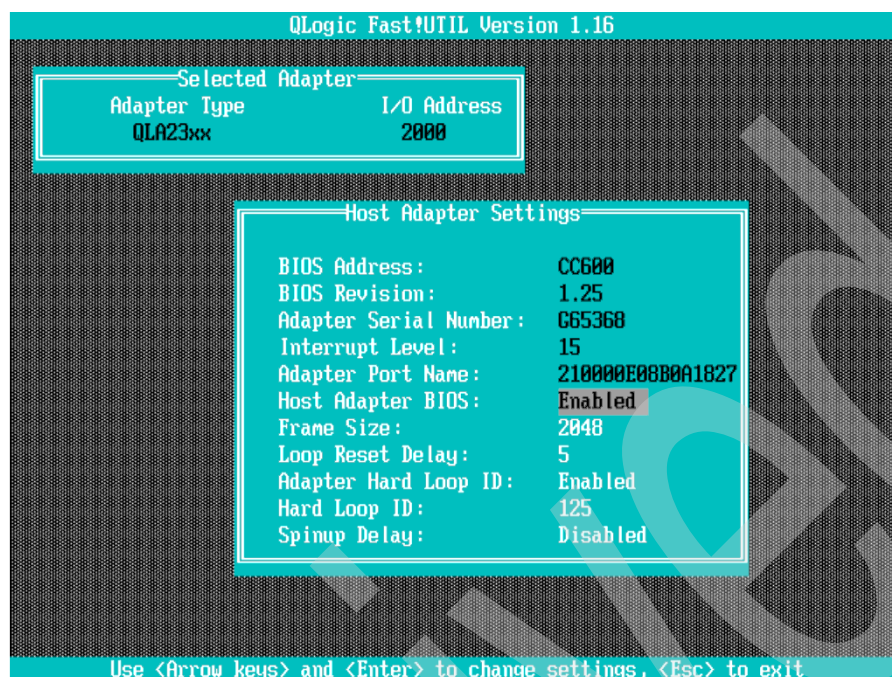 QLogic Fast!UTIL Version 1.16
Selected Adapter
Adapter Type I/O Address
QLA23xx 2000
Host Adapter Settings
BIOS Address: CC600
BIOS Revision: 1.25
Adapter Serial Number: G65368
Interrupt Level: 15
Adapter Port Name: 210000E08B0A1827
Host Adapter BIOS: Enabled
Frame Size: 2048
Loop Reset Delay: 5
Adapter Hard Loop ID: Enabled
Hard Loop ID: 125
Spinup Delay: Disabled
Use <Arrow keys> and <Enter> to change settings, <Esc> to exit